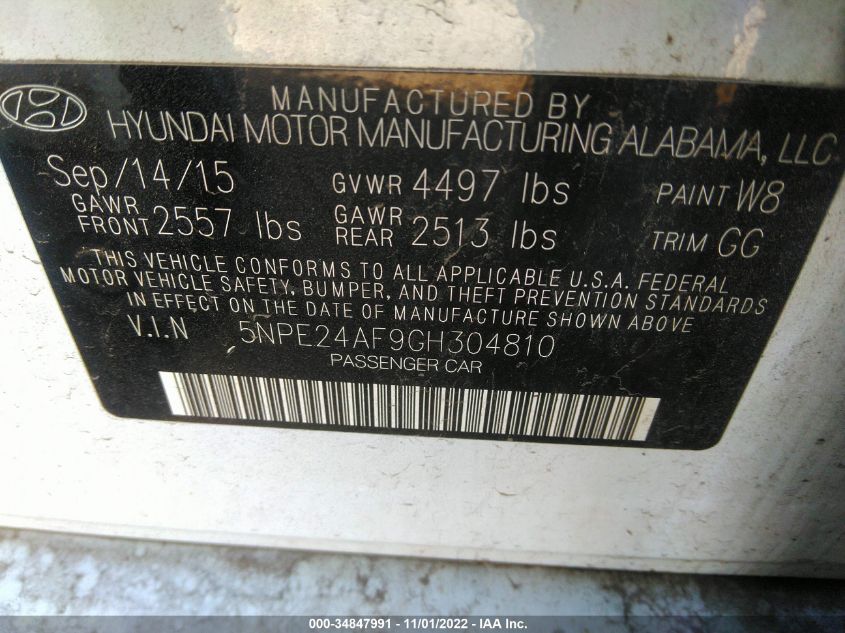 MANUFACTURED BY
HYUNDAI MOTOR MANUFACTURING ALABAMA, LLC
Sep/14/15 GVWR 4497 lbs PAINT W8
GAWR FRONT 2557 lbs GAWR REAR 2513 lbs TRIM GG
THIS VEHICLE CONFORMS TO ALL APPLICABLE U.S.A. FEDERAL
MOTOR VEHICLE SAFETY, BUMPER, AND THEFT PREVENTION STANDARDS
IN EFFECT ON THE DATE OF MANUFACTURE SHOWN ABOVE
V.I.N 5NPE24AF9GH304810
PASSENGER CAR
000-34847991 - 11/01/2022 - IAA Inc.